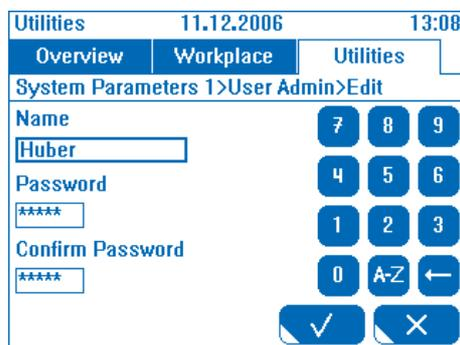 Utilities 11.12.2006 13:08
Overview Workplace Utilities
System Parameters 1>User Admin>Edit
Name
7 8 9
Huber
4 5 6
Password
*****
1 2 3
Confirm Password
0 A-Z ←
*****
✓ ✕